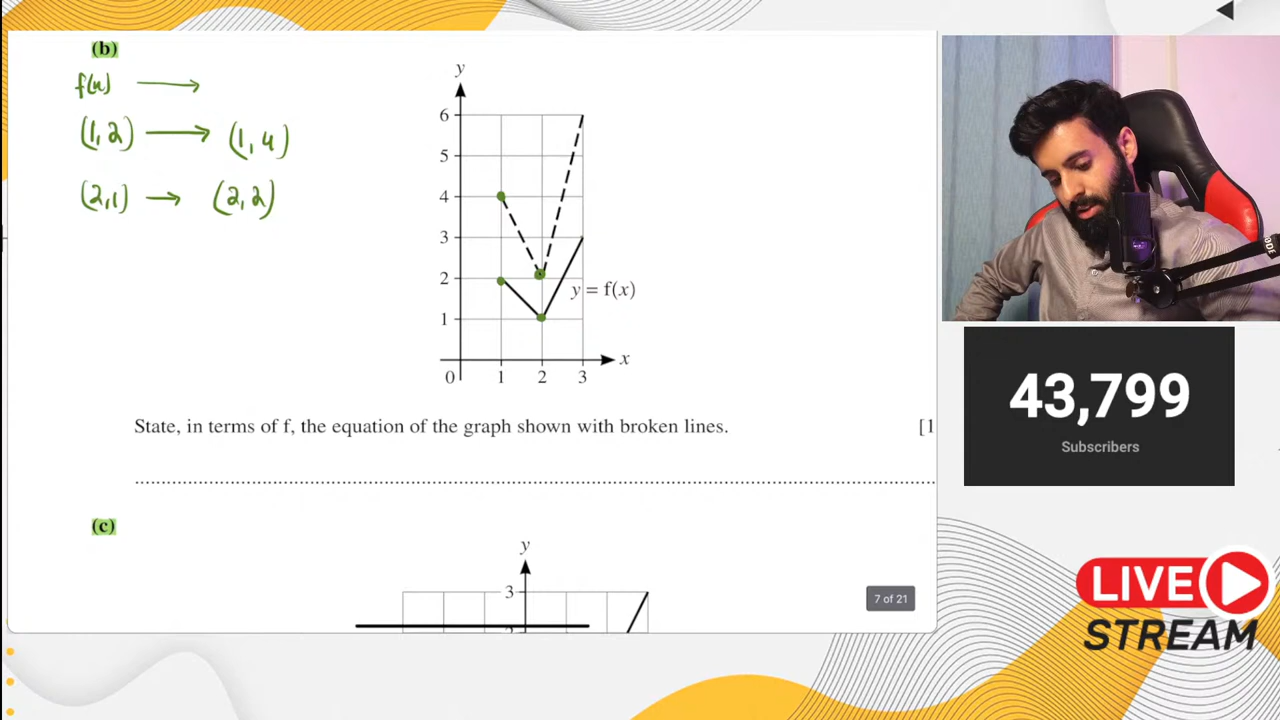 (b)
f(x) →
(1,2) → (1,4)
(2,1) → (2,2)
y
6
5
4
3
2
1
0
1 2 3
x
y = f(x)
State, in terms of f, the equation of the graph shown with broken lines. [1
(c)
y
3
7 of 21
43,799
Subscribers
LIVE
STREAM